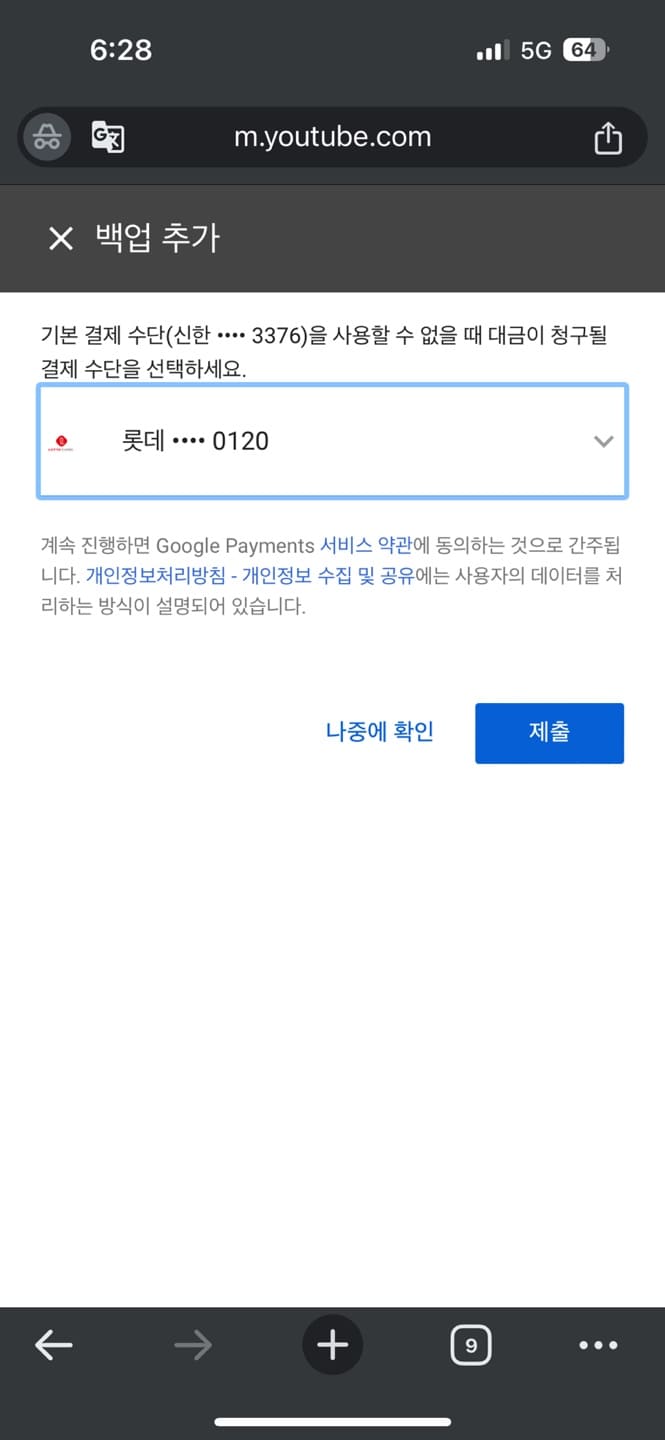 6:28
5G 64
m.youtube.com
백업 추가
기본 결제 수단(신한 •••• 3376)을 사용할 수 없을 때 대금이 청구될
결제 수단을 선택하세요.
롯데 •••• 0120
계속 진행하면 Google Payments 서비스 약관에 동의하는 것으로 간주됩
니다. 개인정보처리방침 - 개인정보 수집 및 공유에는 사용자의 데이터를 처
리하는 방식이 설명되어 있습니다.
나중에 확인
제출
9